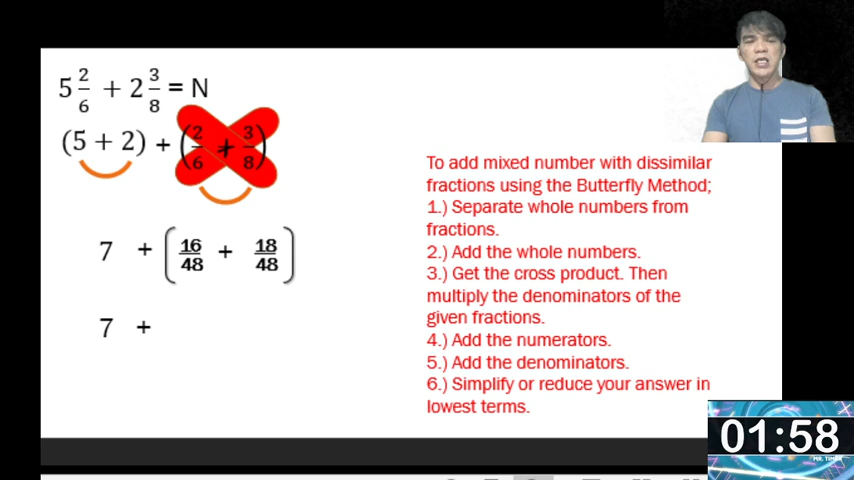 5 2/6 + 2 3/8 = N
(5 + 2) + (2/6 + 3/8)
7 + (16/48 + 18/48)
7 +
To add mixed number with dissimilar
fractions using the Butterfly Method;
1.) Separate whole numbers from
fractions.
2.) Add the whole numbers.
3.) Get the cross product. Then
multiply the denominators of the
given fractions.
4.) Add the numerators.
5.) Add the denominators.
6.) Simplify or reduce your answer in
lowest terms.
01:58
MR. TIMER